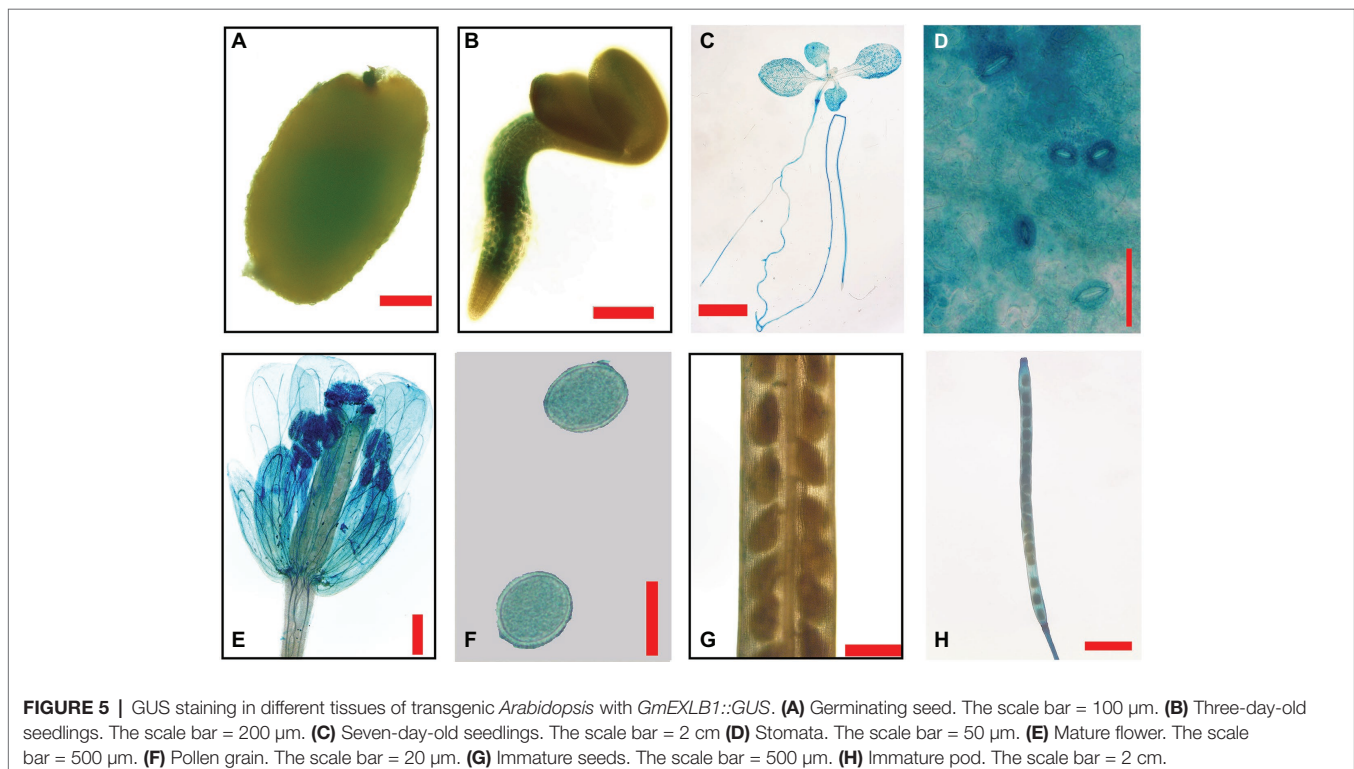 A
B
C
D
E
F
G
H
FIGURE 5 | GUS staining in different tissues of transgenic Arabidopsis with GmEXLB1::GUS. (A) Germinating seed. The scale bar = 100 µm. (B) Three-day-old
seedlings. The scale bar = 200 µm. (C) Seven-day-old seedlings. The scale bar = 2 cm (D) Stomata. The scale bar = 50 µm. (E) Mature flower. The scale
bar = 500 µm. (F) Pollen grain. The scale bar = 20 µm. (G) Immature seeds. The scale bar = 500 µm. (H) Immature pod. The scale bar = 2 cm.